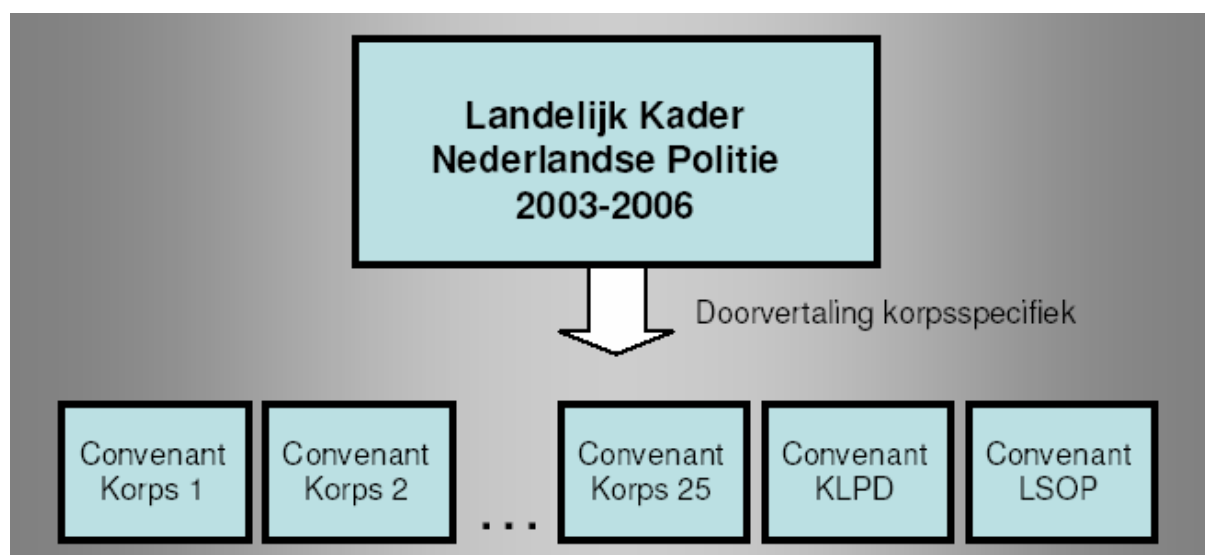 Landelijk Kader
Nederlandse Politie
2003-2006
Doorvertaling korpsspecifiek
Convenant
Korps 1
Convenant
Korps 2
...
Convenant
Korps 25
Convenant
KLPD
Convenant
LSOP